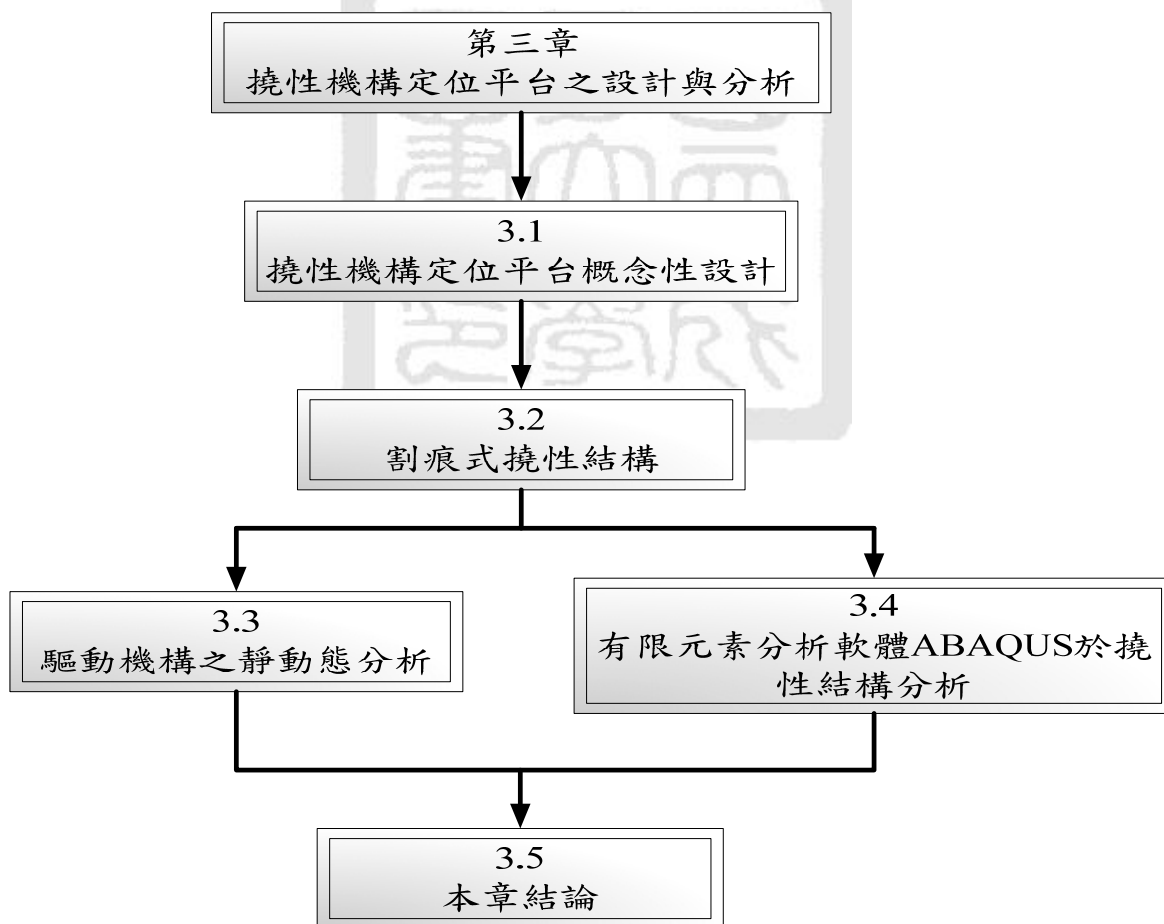 第三章
撓性機構定位平台之設計與分析
3.1
撓性機構定位平台概念性設計
3.2
割痕式撓性結構
3.3
驅動機構之靜動態分析
3.4
有限元素分析軟體ABAQUS於撓
性結構分析
3.5
本章結論